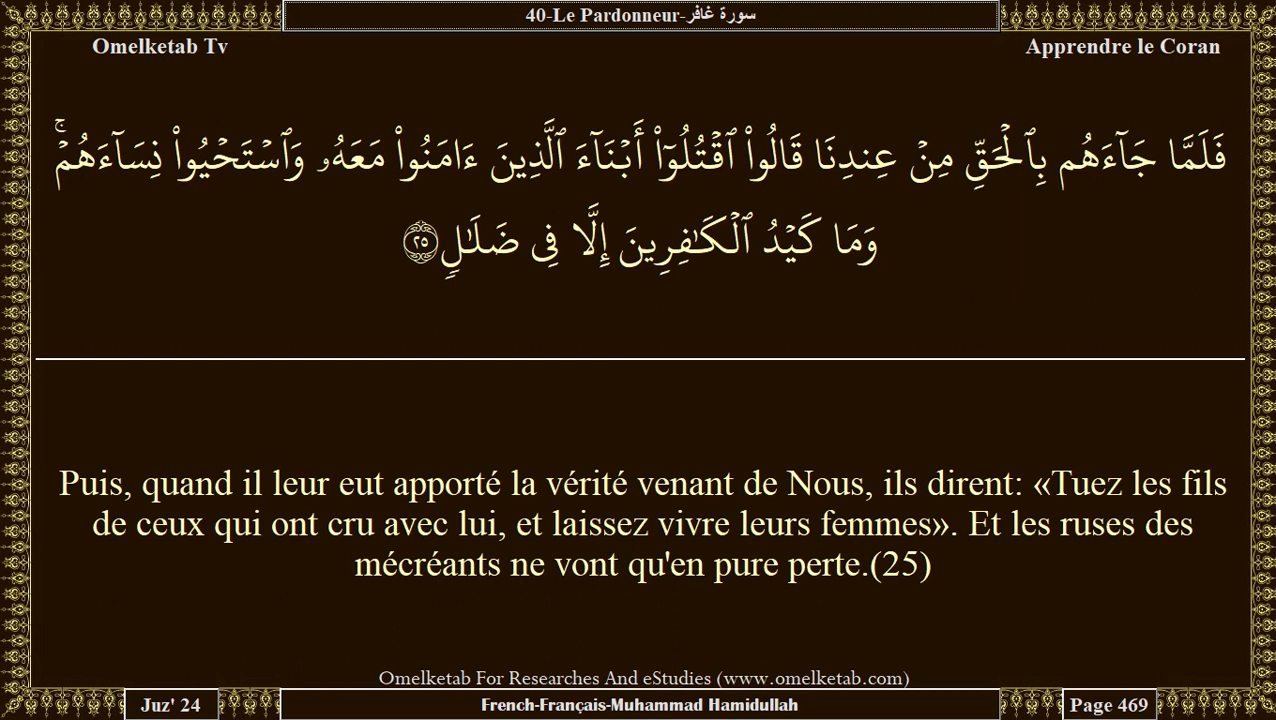 40-Le Pardonneur-سورة غافر
Omelketab Tv
Apprendre le Coran
فَلَمَّا جَآءَهُم بِٱلۡحَقِّ مِنۡ عِندِنَا قَالُواْ ٱقۡتُلُوٓاْ أَبۡنَآءَ ٱلَّذِينَ ءَامَنُواْ مَعَهُۥ وَٱسۡتَحۡيُواْ نِسَآءَهُمۡۚ
وَمَا كَيۡدُ ٱلۡكَٰفِرِينَ إِلَّا فِي ضَلَٰلٖ ٢٥
Puis, quand il leur eut apporté la vérité venant de Nous, ils dirent: «Tuez les fils
de ceux qui ont cru avec lui, et laissez vivre leurs femmes». Et les ruses des
mécréants ne vont qu'en pure perte.(25)
Omelketab For Researches And eStudies (www.omelketab.com)
Juz' 24
French-Français-Muhammad Hamidullah
Page 469